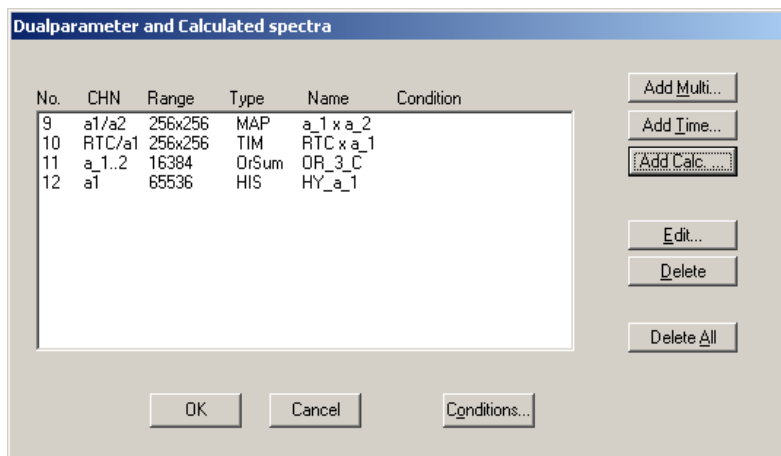 Dualparameter and Calculated spectra
No. CHN Range Type Name Condition
9 a1/a2 256x256 MAP a_1 x a_2
10 RTC/a1 256x256 TIM RTC x a_1
11 a_1..2 16384 OrSum OR_3_C
12 a1 65536 HIS HY_a_1
Add Multi...
Add Time...
Add Calc. ...
Edit...
Delete
Delete All
OK Cancel Conditions...